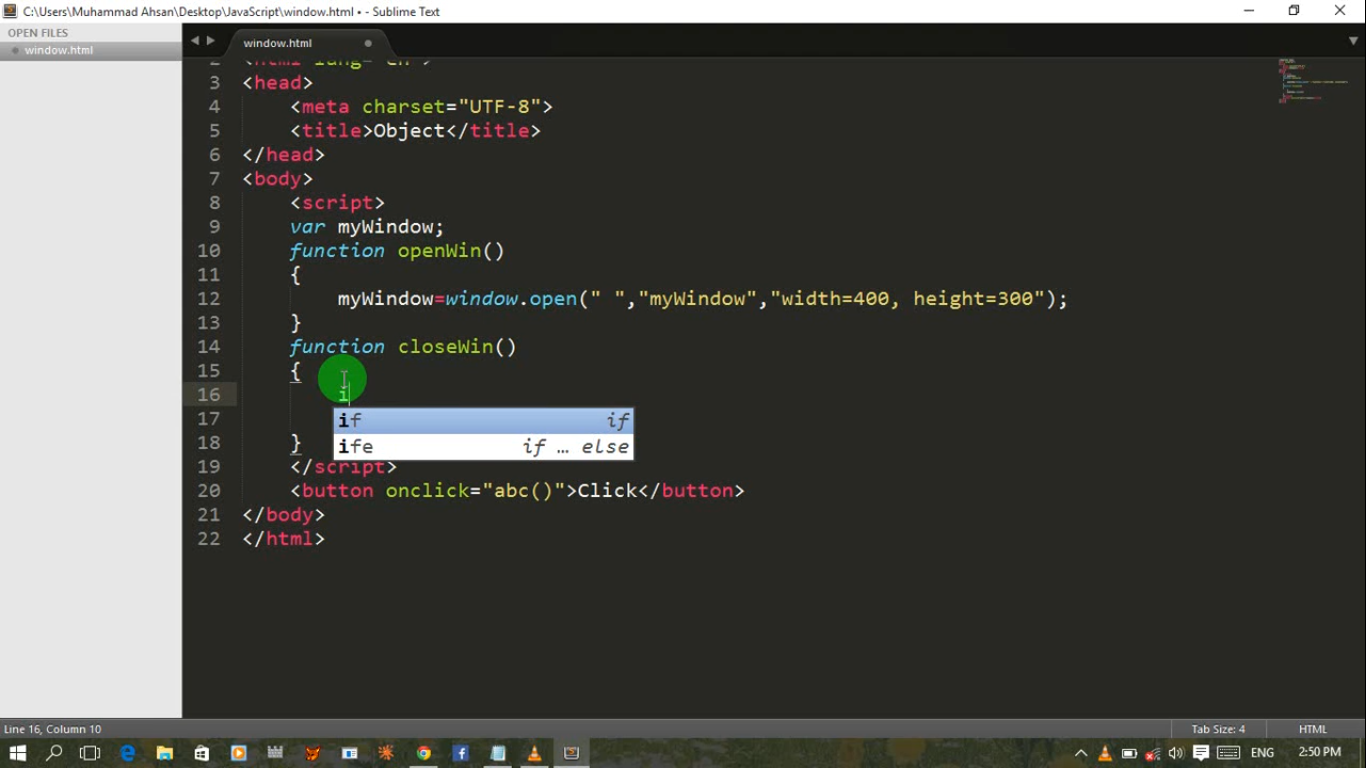 C:\Users\Muhammad Ahsan\Desktop\JavaScript\window.html • - Sublime Text
OPEN FILES
window.html
window.html
2 <html lang="en">
3 <head>
4 <meta charset="UTF-8">
5 <title>Object</title>
6 </head>
7 <body>
8 <script>
9 var myWindow;
10 function openWin()
11 {
12 myWindow=window.open(" ","myWindow","width=400, height=300");
13 }
14 function closeWin()
15 {
16 i
if if
17
ife if … else
18 }
19 </script>
20 <button onclick="abc()">Click</button>
21 </body>
22 </html>
Line 16, Column 10
Tab Size: 4
HTML
ENG
2:50 PM